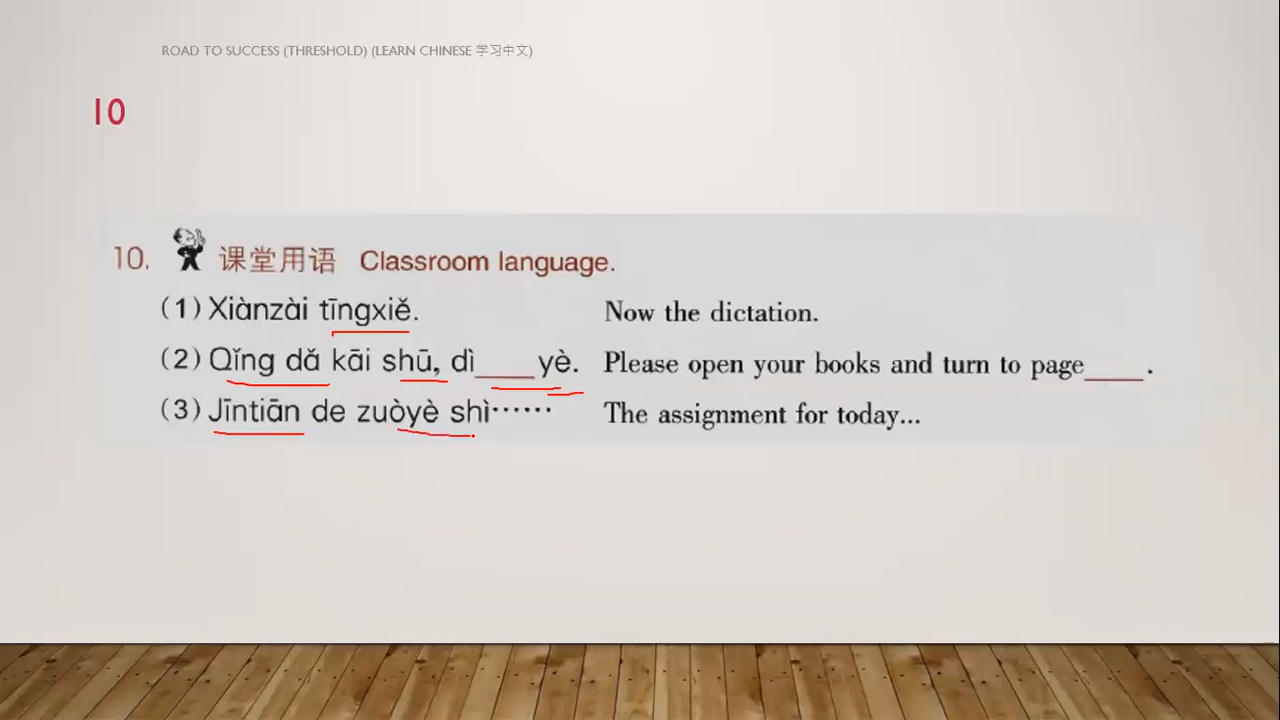 ROAD TO SUCCESS (THRESHOLD) (LEARN CHINESE 学习中文)
10
10. 课堂用语 Classroom language.
(1) Xiànzài tīngxiě. Now the dictation.
(2) Qǐng dǎ kāi shū, dì____yè. Please open your books and turn to page____.
(3) Jīntiān de zuòyè shì…… The assignment for today...